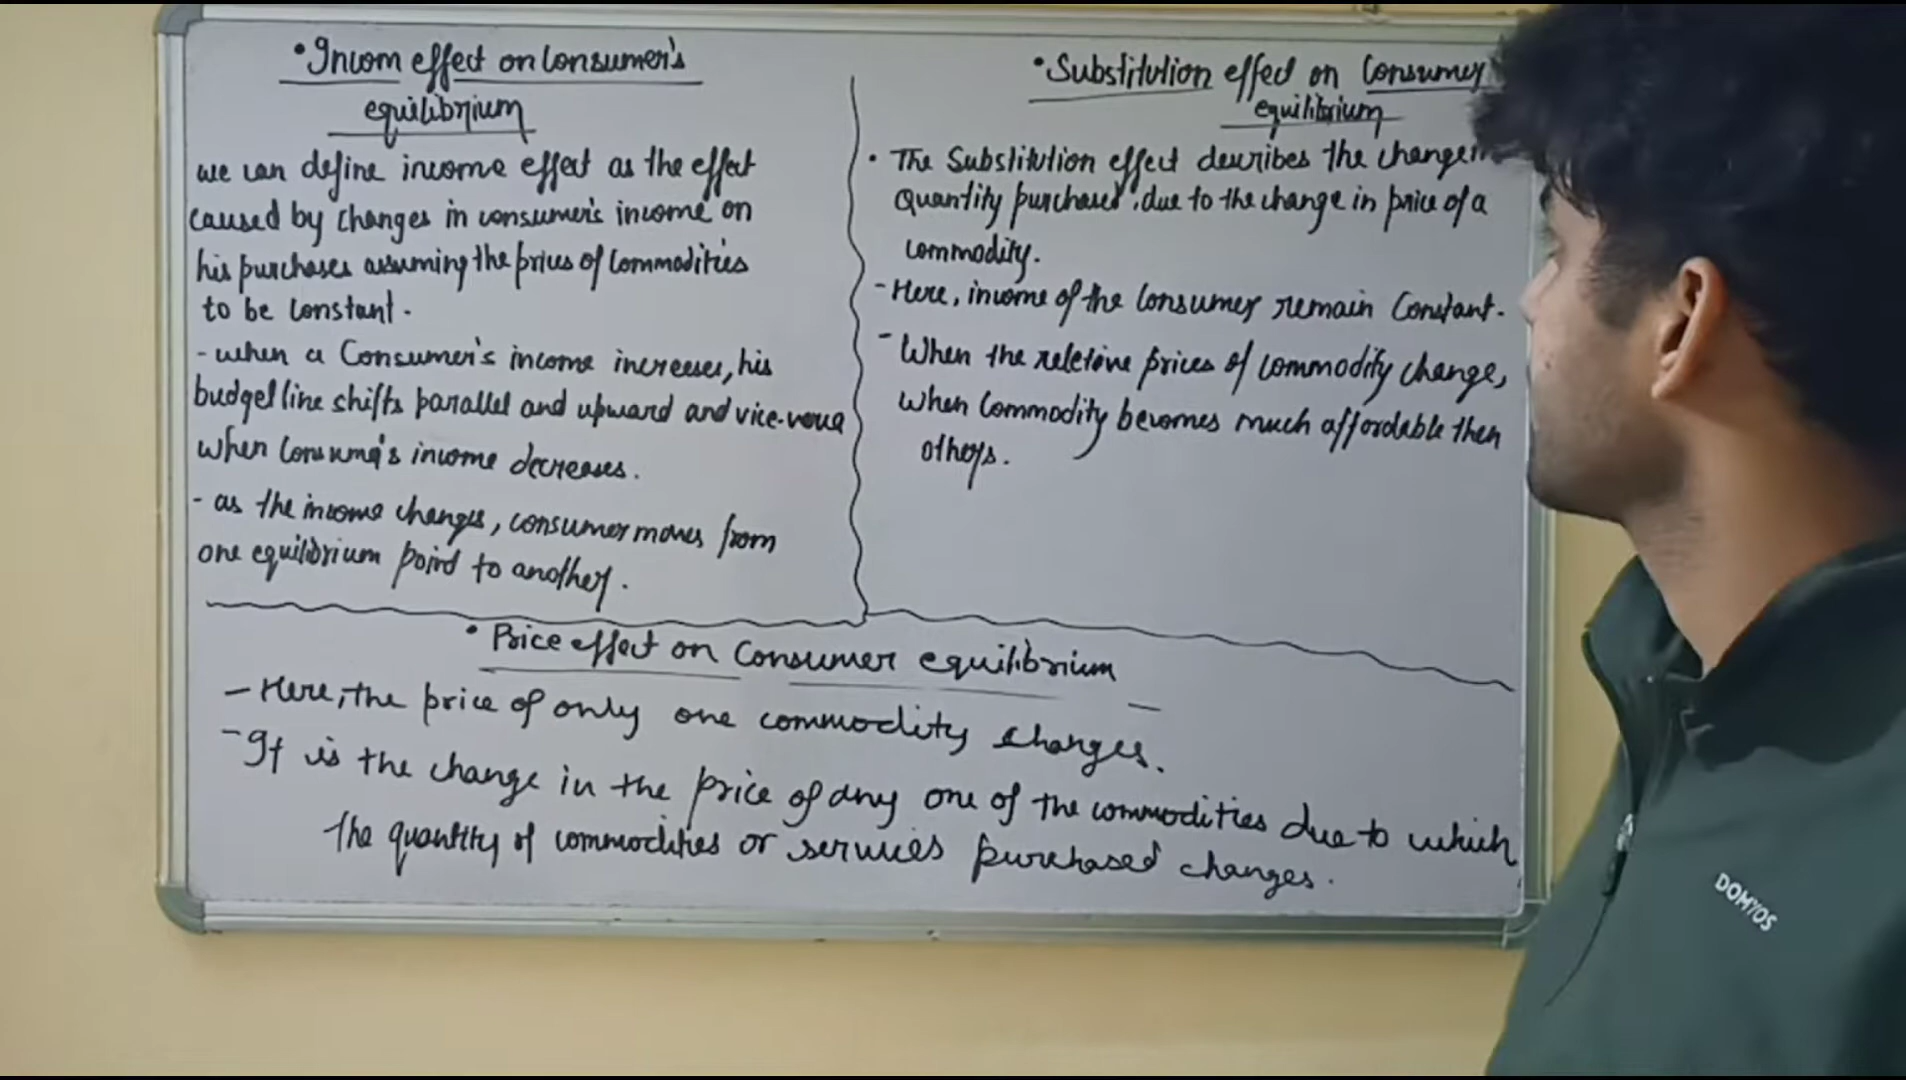 • Incom effect on Consumer's
equilibrium
we can define income effect as the effect
caused by changes in consumer's income on
his purchases assuming the prices of Commodities
to be constant.
- when a Consumer's income increases, his
budget line shifts parallel and upward and vice-versa
when Consumer's income decreases.
- as the income changes, consumer moves from
one equilibrium point to another.
• Substitution effect on Consumer
equilibrium
• The Substitution effect describes the change in
Quantity purchased, due to the change in price of a
commodity.
- Here, income of the Consumer remain Constant.
- When the reletive prices of commodity change,
when Commodity becomes much affordable then
others.
• Price effect on Consumer equilibrium
- Here, the price of only one commodity changes.
- It is the change in the price of any one of the commodities due to which
the quantity of commodities or services purchased changes.
DOMYOS